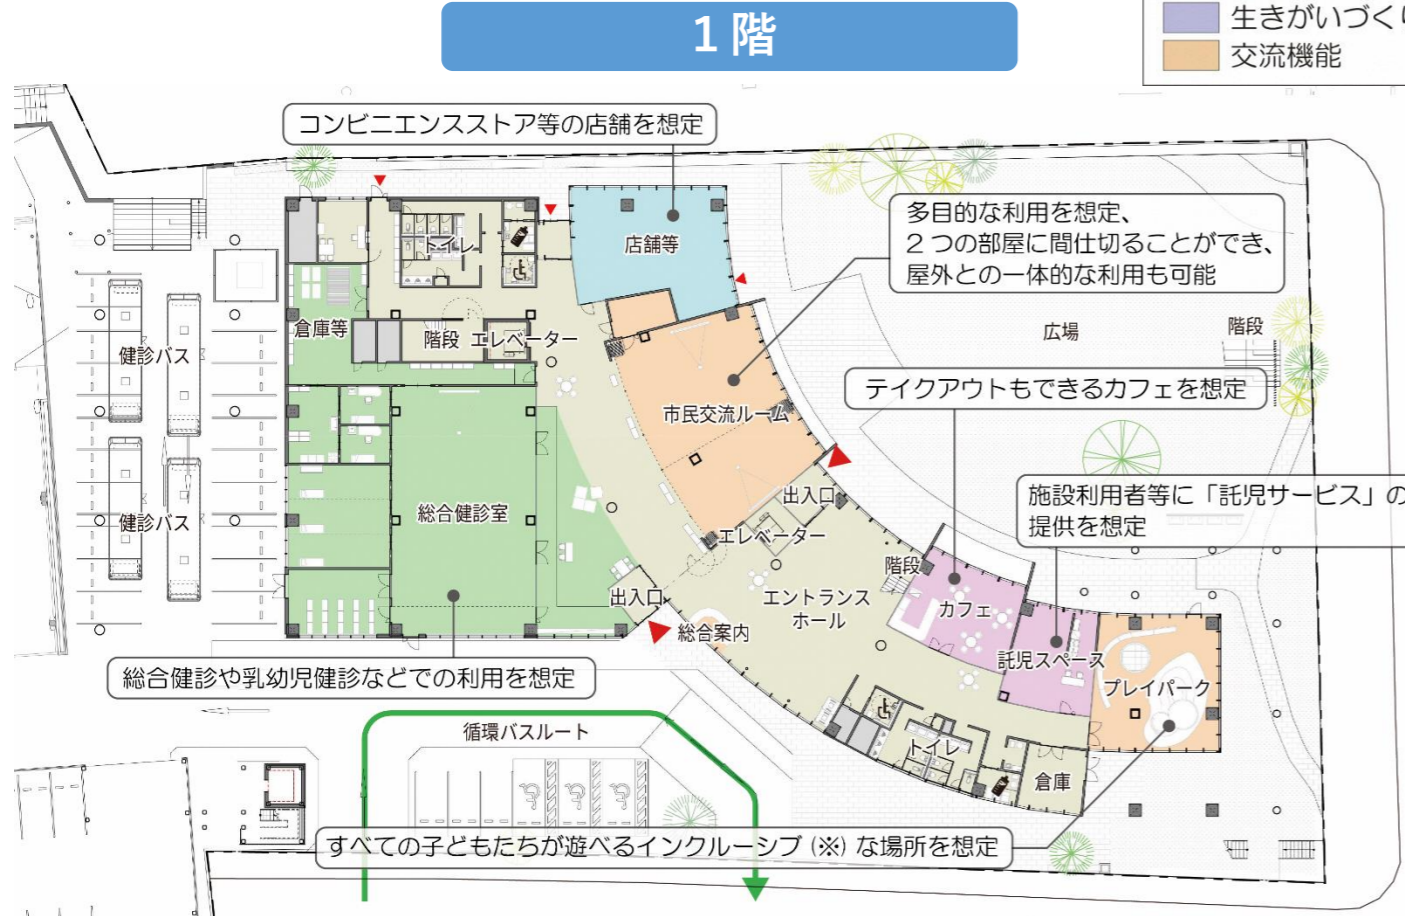 1階
生きがいづくり
交流機能
コンビニエンスストア等の店舗を想定
多目的な利用を想定、
2つの部屋に間仕切ることができ、
屋外との一体的な利用も可能
トイレ
店舗等
広場
階段
倉庫等
階段
エレベーター
健診バス
テイクアウトもできるカフェを想定
市民交流ルーム
施設利用者等に「託児サービス」の
提供を想定
出入口
総合健診室
健診バス
エレベーター
階段
カフェ
出入口
エントランス
ホール
総合案内
託児スペース
プレイパーク
総合健診や乳幼児健診などでの利用を想定
循環バスルート
トイレ
倉庫
すべての子どもたちが遊べるインクルーシブ(※)な場所を想定